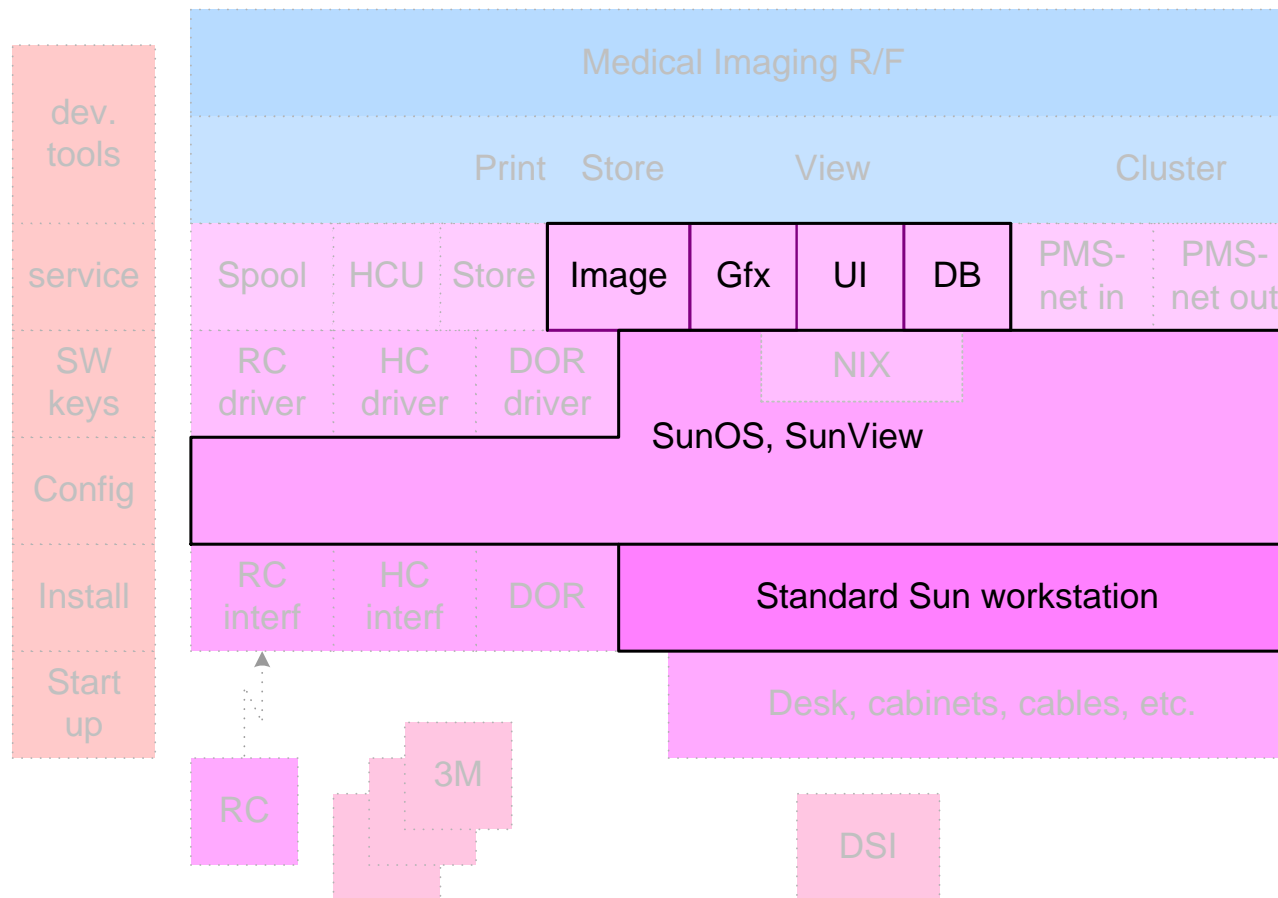 Medical Imaging R/F
dev.
tools
Print Store View Cluster
service
Spool HCU Store Image Gfx UI DB
PMS-
net in
PMS-
net out
SW
keys
RC
driver
HC
driver
DOR
driver
NIX
SunOS, SunView
Config
Install
RC
interf
HC
interf
DOR
Standard Sun workstation
Start
up
Desk, cabinets, cables, etc.
RC
3M
DSI